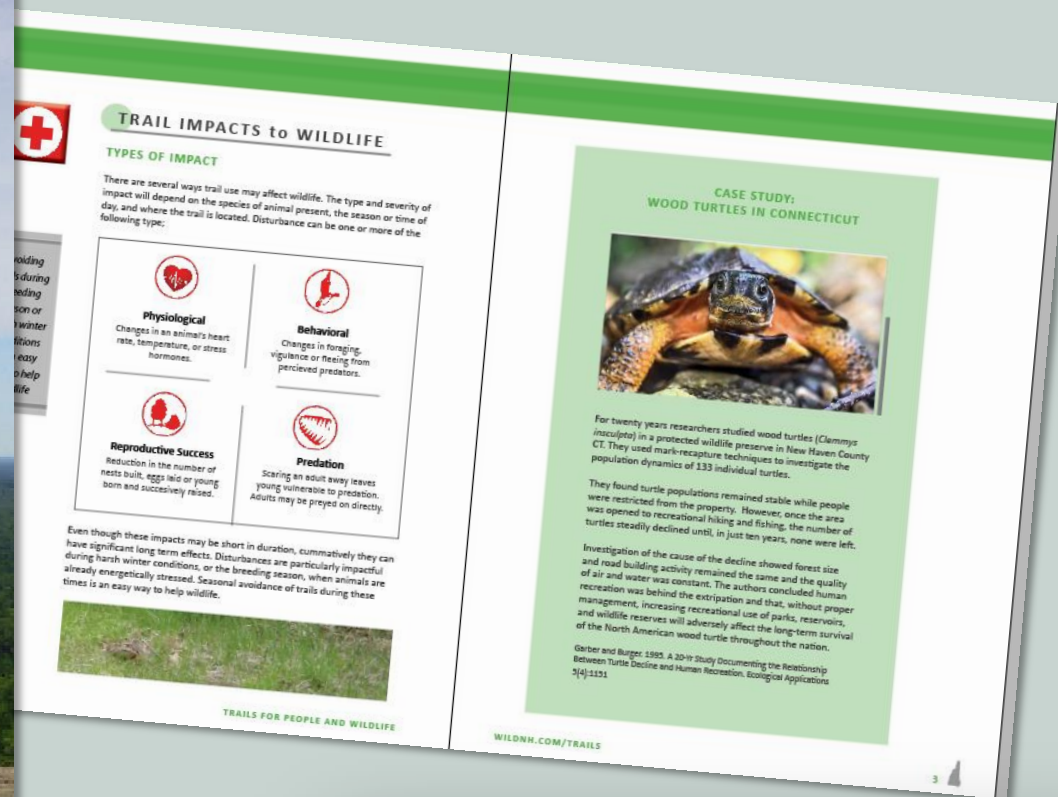 TRAIL IMPACTS to WILDLIFE
TYPES OF IMPACT
There are several ways trail use may affect wildlife. The type and severity of
impact will depend on the species of animal present, the season or time of
day, and where the trail is located. Disturbance can be one or more of the
following type;
Physiological
Changes in an animal's heart
rate, temperature, or stress
hormones.
Behavioral
Changes in foraging,
vigulance or fleeing from
percieved predators.
Reproductive Success
Reduction in the number of
nests built, eggs laid or young
born and succesively raised.
Predation
Scaring an adult away leaves
young vulnerable to predation.
Adults may be preyed on directly.
Even though these impacts may be short in duration, cummatively they can
have significant long term effects. Disturbances are particularly impactful
during harsh winter conditions, or the breeding season, when animals are
already energetically stressed. Seasonal avoidance of trails during these
times is an easy way to help wildlife.
TRAILS FOR PEOPLE AND WILDLIFE
son or
winter
easy
help
CASE STUDY:
WOOD TURTLES IN CONNECTICUT
For twenty years researchers studied wood turtles (Clemmys
insculpta) in a protected wildlife preserve in New Haven County
CT. They used mark-recapture techniques to investigate the
population dynamics of 133 individual turtles.
They found turtle populations remained stable while people
were restricted from the property. However, once the area
was opened to recreational hiking and fishing, the number of
turtles steadily declined until, in just ten years, none were left.
Investigation of the cause of the decline showed forest size
and road building activity remained the same and the quality
of air and water was constant. The authors concluded human
recreation was behind the extripation and that, without proper
management, increasing recreational use of parks, reservoirs,
and wildlife reserves will adversely affect the long-term survival
of the North American wood turtle throughout the nation.
Garber and Burger. 1995. A 20-Yr Study Documenting the Relationship
Between Turtle Decline and Human Recreation. Ecological Applications
5(4):1151
WILDNH.COM/TRAILS
3